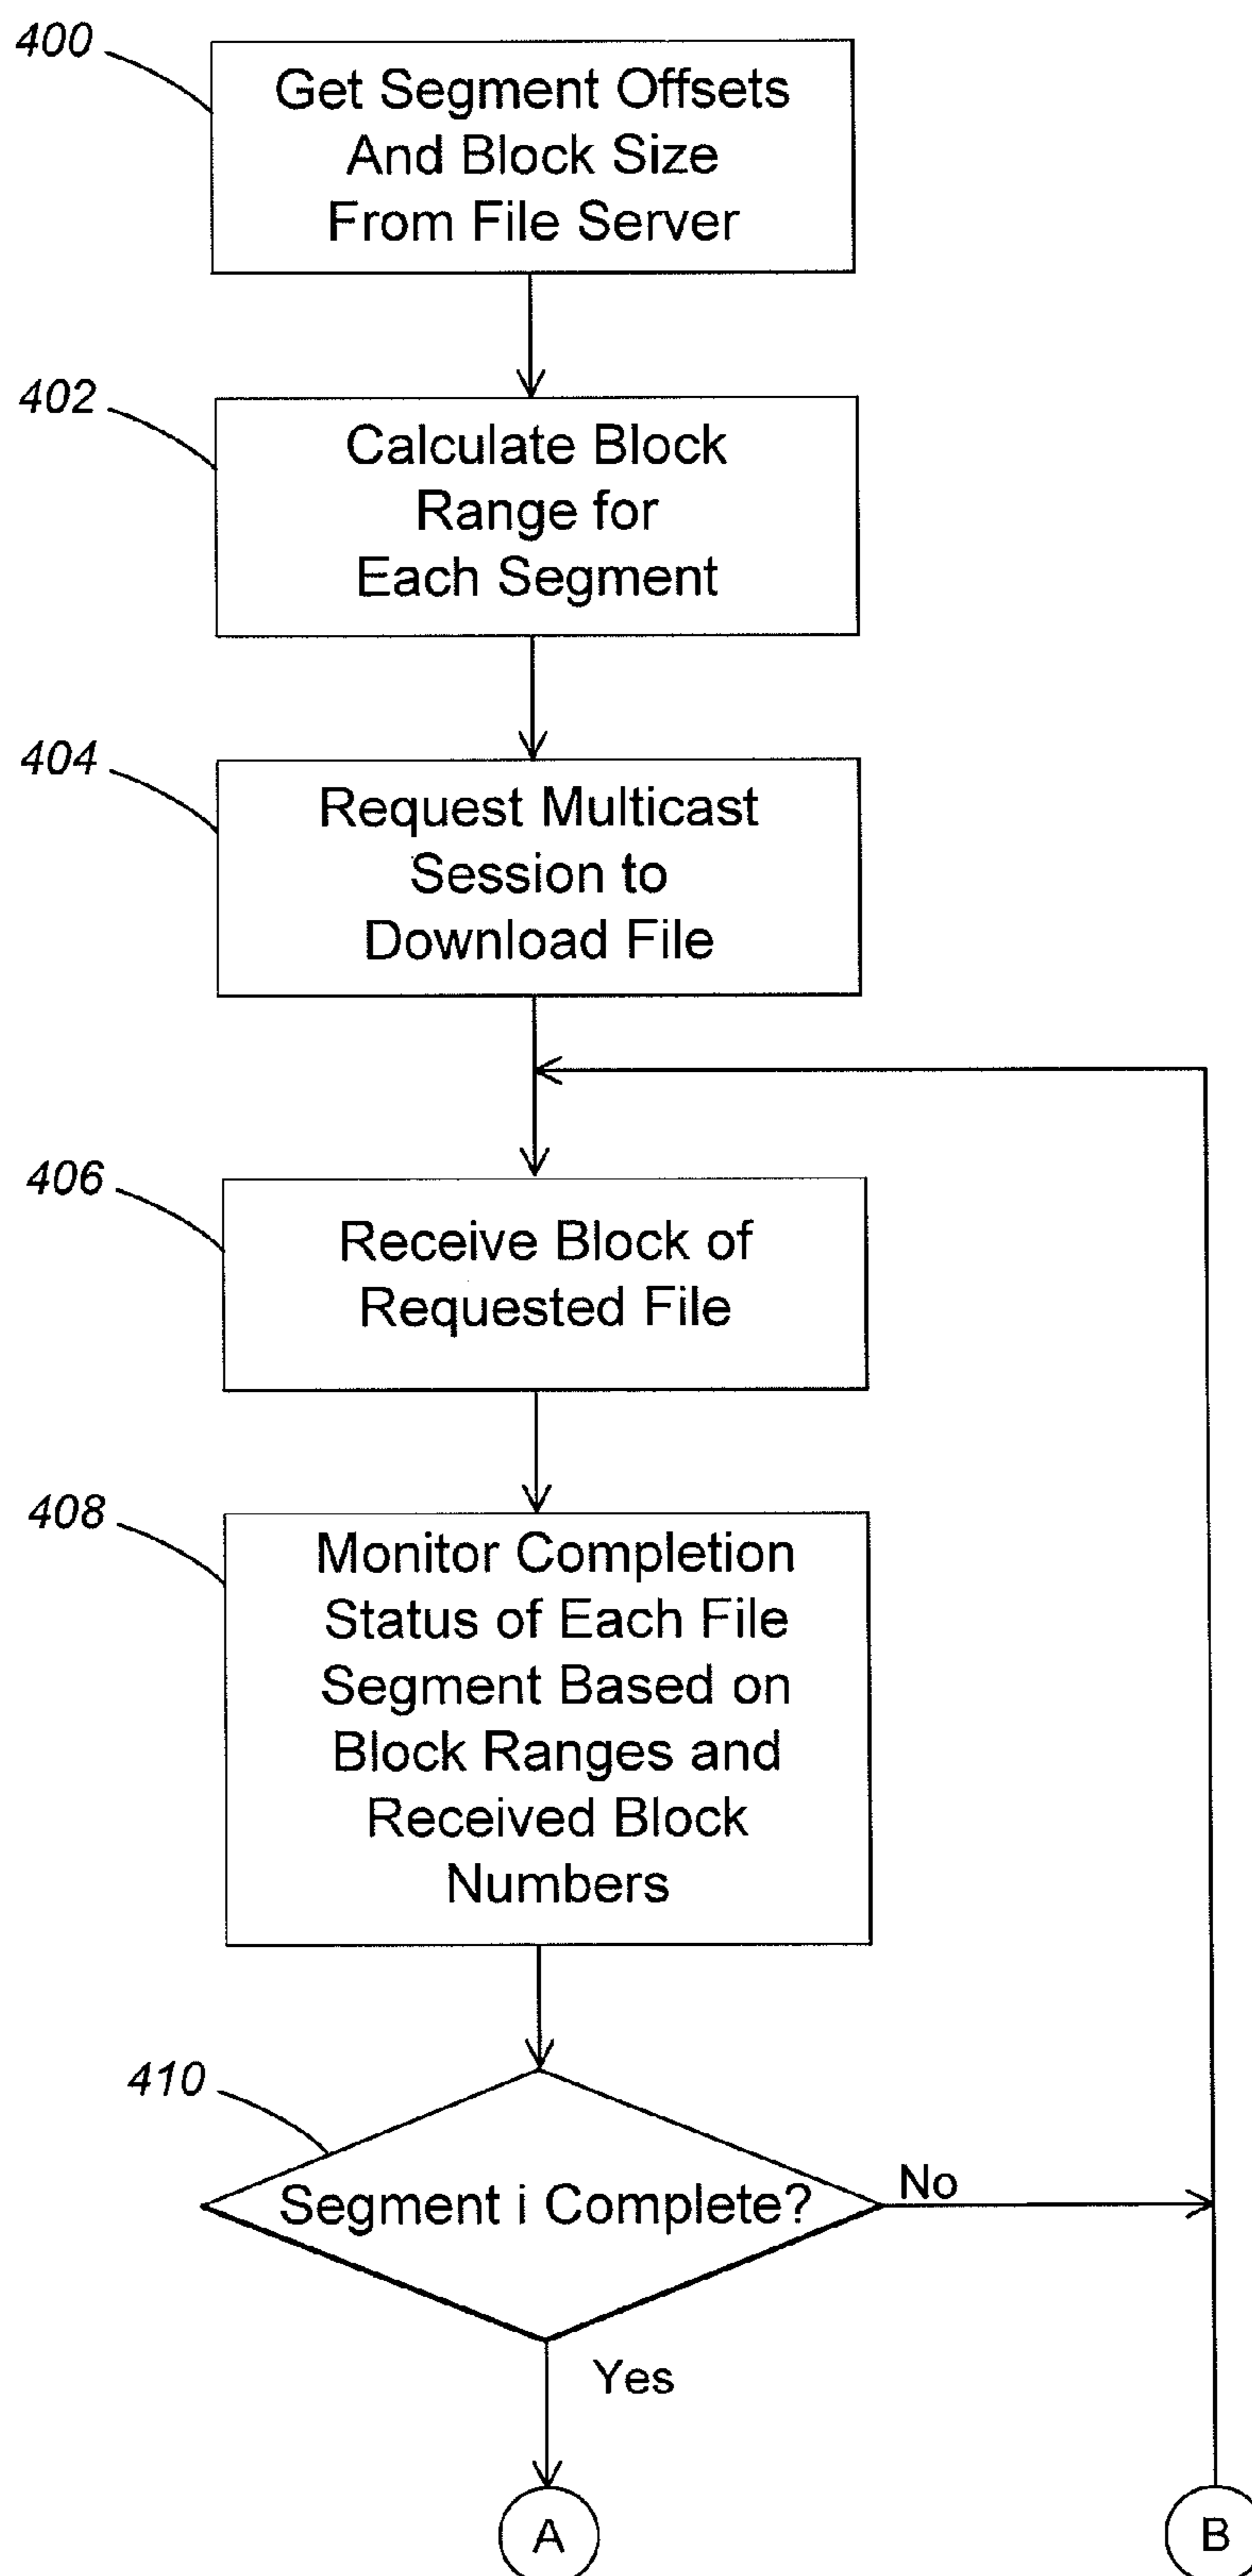 400
Get Segment Offsets
And Block Size
From File Server
402
Calculate Block
Range for
Each Segment
404
Request Multicast
Session to
Download File
406
Receive Block of
Requested File
408
Monitor Completion
Status of Each File
Segment Based on
Block Ranges and
Received Block
Numbers
410
Segment i Complete?
No
Yes
A
B